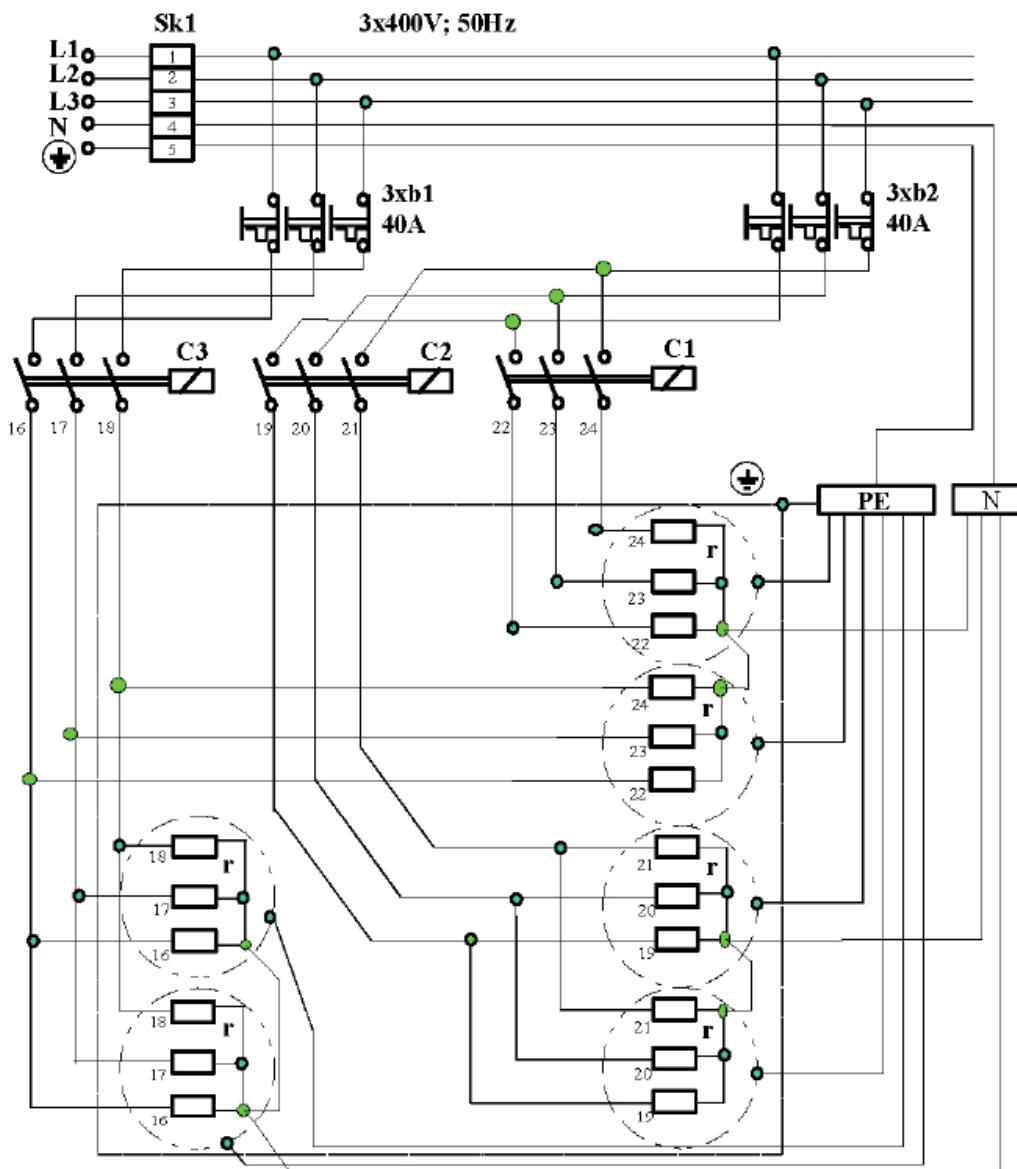 Sk1 3x400V; 50Hz
L1 1
L2 2
L3 3
N 4
5
3xb1
40A
3xb2
40A
C3 C2 C1
16 17 18 19 20 21 22 23 24
PE N
24 r
23
22
24 r
23
22
18 r
17
16
21 r
20
19
18 r
17
16
21 r
20
19